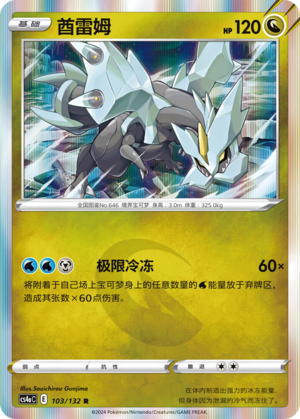 基础 酋雷姆 HP 120
全国图鉴No.646 境界宝可梦 身高：3.0m 体重：325.0kg
极限冷冻 60×
将附着于自己场上宝可梦身上的任意数量的能量放于弃牌区，
造成其张数×60点伤害。
弱点 抗性 撤退
Illus.Souichirou Gunjima
CS4aC E 103/132 R
在体内制造出强力的冰冻能量，
但身体因为泄漏的冷气而冻住了。
©2024 Pokémon/Nintendo/Creatures/GAME FREAK.